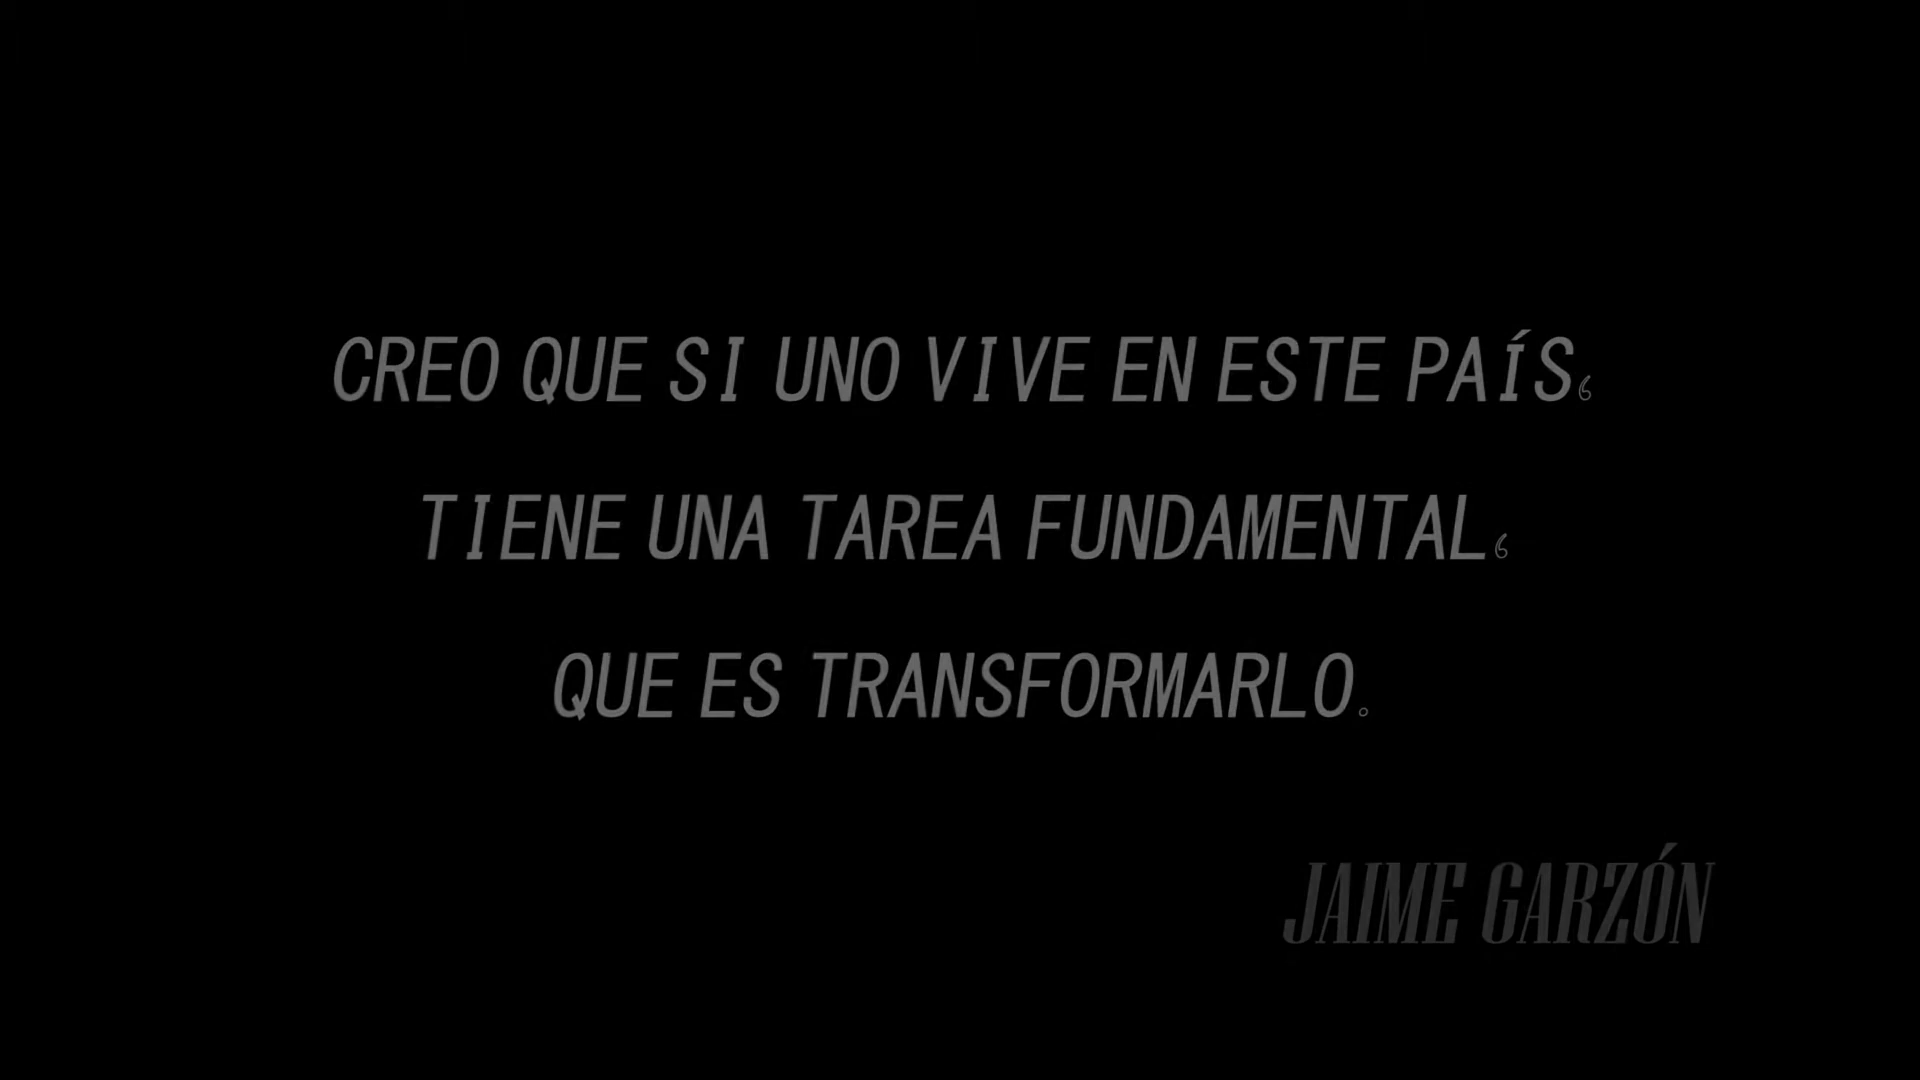 CREO QUE SI UNO VIVE EN ESTE PAÍS,
TIENE UNA TAREA FUNDAMENTAL,
QUE ES TRANSFORMARLO.
JAIME GARZÓN